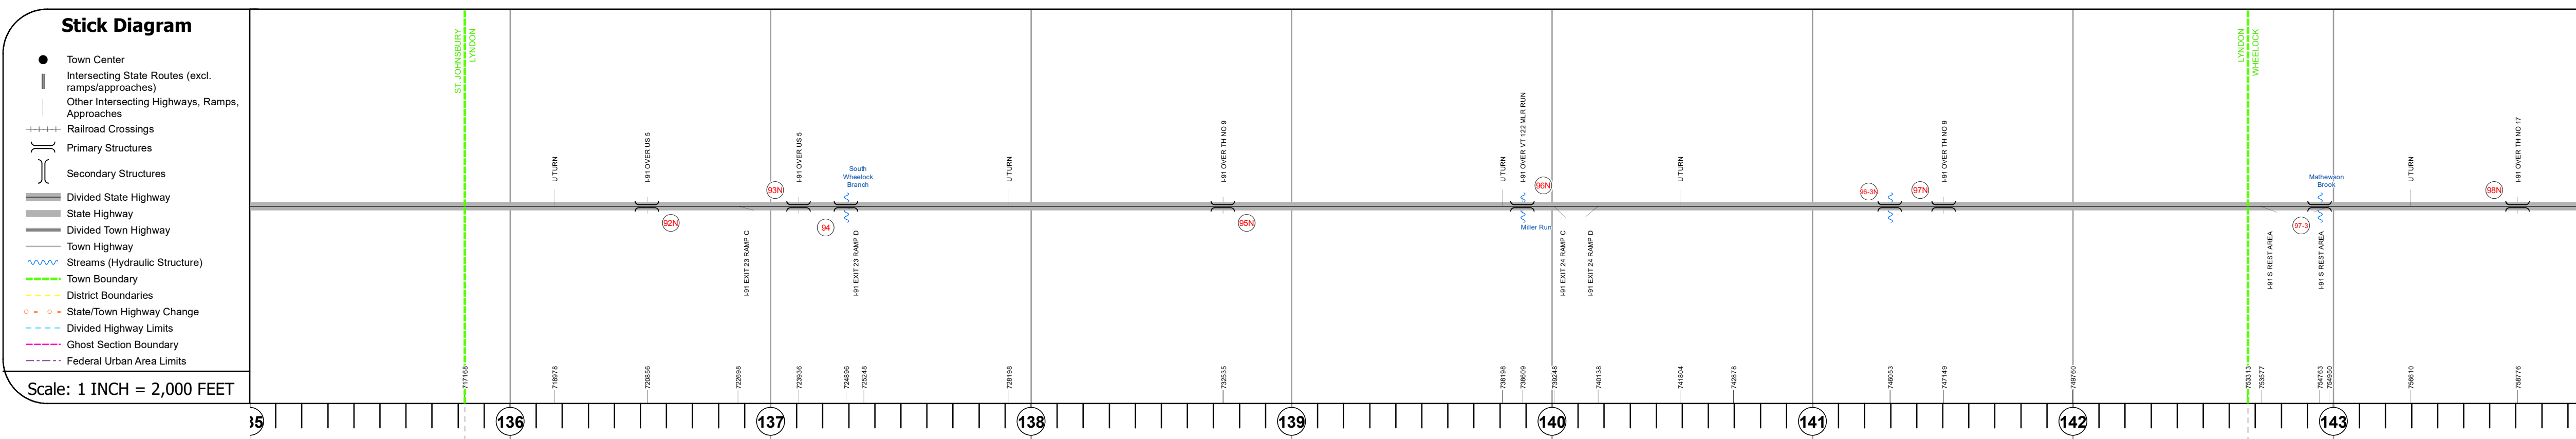 Stick Diagram
Town Center
Intersecting State Routes (excl.
ramps/approaches)
Other Intersecting Highways, Ramps,
Approaches
Railroad Crossings
Primary Structures
Secondary Structures
Divided State Highway
State Highway
Divided Town Highway
Town Highway
Streams (Hydraulic Structure)
Town Boundary
District Boundaries
State/Town Highway Change
Divided Highway Limits
Ghost Section Boundary
Federal Urban Area Limits
Scale: 1 INCH = 2,000 FEET
ST. JOHNSBURY
LYNDON
LYNDON
WHEELOCK
U TURN
I-91 OVER US 5
I-91 OVER US 5
U TURN
I-91 OVER TH NO 9
U TURN
I-91 OVER VT 122 MLR RUN
U TURN
I-91 OVER TH NO 9
U TURN
I-91 OVER TH NO 17
South
Wheelock
Branch
Mathewson
Brook
Miller Run
92N
93N
94
95N
96N
96-3N
97N
97-3
98N
I-91 EXIT 23 RAMP C
I-91 EXIT 23 RAMP D
I-91 EXIT 24 RAMP C
I-91 EXIT 24 RAMP D
I-91 S REST AREA
I-91 S REST AREA
717168
718978
720856
722698
723936
724896
725248
728198
732535
738198
738609
739248
740138
741804
742878
746053
747149
749760
753313
753577
754763
754950
756610
758776
35
136
137
138
139
140
141
142
143